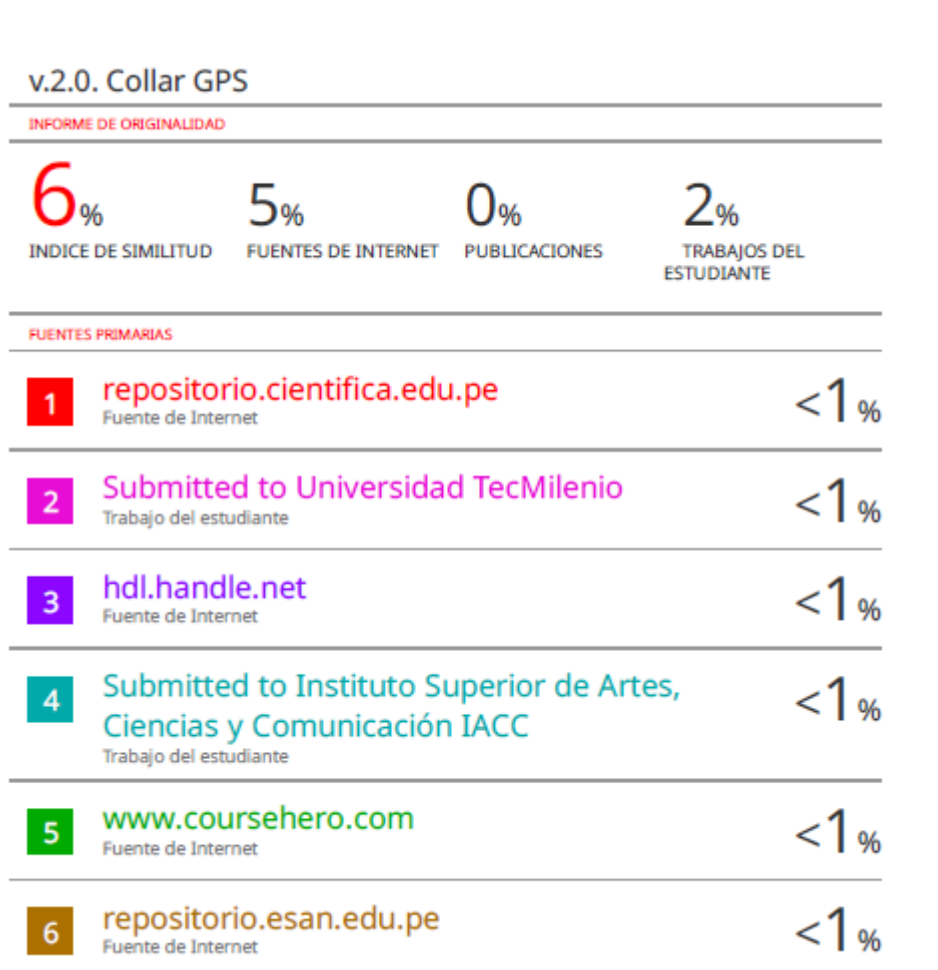 v.2.0. Collar GPS
INFORME DE ORIGINALIDAD
6% 5% 0% 2%
INDICE DE SIMILITUD FUENTES DE INTERNET PUBLICACIONES TRABAJOS DEL
ESTUDIANTE
FUENTES PRIMARIAS
1 repositorio.cientifica.edu.pe <1%
Fuente de Internet
2 Submitted to Universidad TecMilenio <1%
Trabajo del estudiante
3 hdl.handle.net <1%
Fuente de Internet
4 Submitted to Instituto Superior de Artes, <1%
Ciencias y Comunicación IACC
Trabajo del estudiante
5 www.coursehero.com <1%
Fuente de Internet
6 repositorio.esan.edu.pe <1%
Fuente de Internet